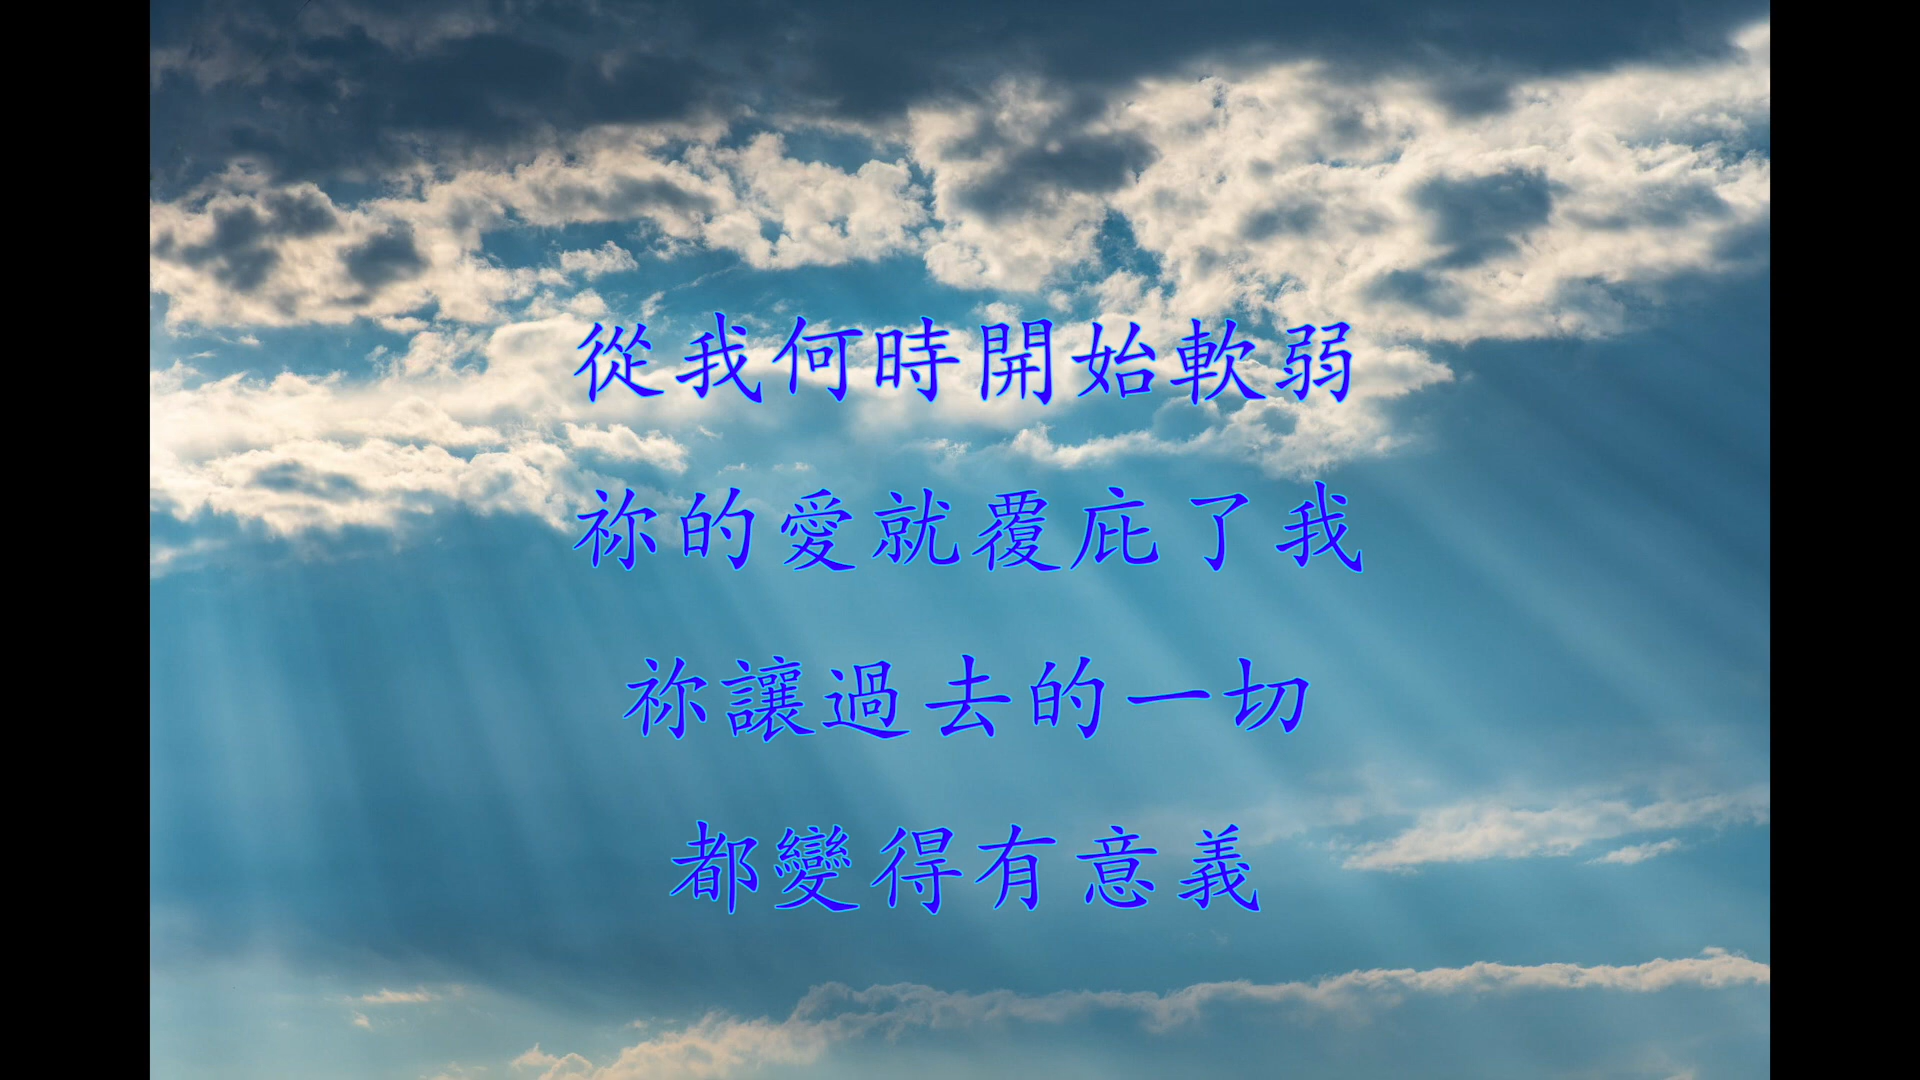 從我何時開始軟弱
祢的愛就覆庇了我
祢讓過去的一切
都變得有意義